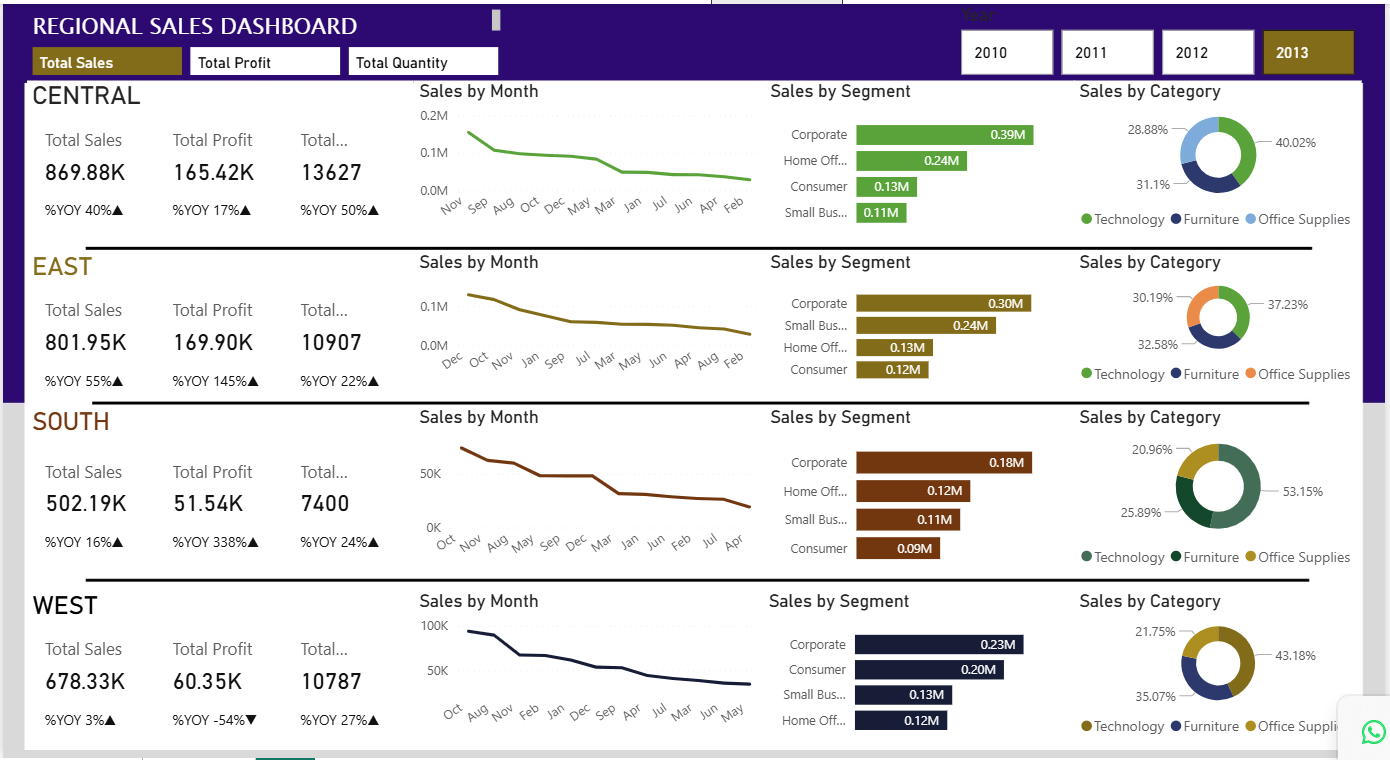 REGIONAL SALES DASHBOARD
Year
Total Sales
Total Profit
Total Quantity
2010
2011
2012
2013
CENTRAL
Total Sales
Total Profit
Total...
869.88K
165.42K
13627
%YOY 40%▲
%YOY 17%▲
%YOY 50%▲
Sales by Month
0.2M
0.1M
0.0M
Nov
Sep
Aug
Oct
Dec
May
Mar
Jan
Jul
Jun
Apr
Feb
Sales by Segment
Corporate 0.39M
Home Off... 0.24M
Consumer 0.13M
Small Bus... 0.11M
Sales by Category
28.88%
40.02%
31.1%
Technology Furniture Office Supplies
EAST
Total Sales
Total Profit
Total...
801.95K
169.90K
10907
%YOY 55%▲
%YOY 145%▲
%YOY 22%▲
Sales by Month
0.1M
0.0M
Dec
Oct
Nov
Jan
Sep
Jul
Mar
May
Jun
Apr
Aug
Feb
Sales by Segment
Corporate 0.30M
Small Bus... 0.24M
Home Off... 0.13M
Consumer 0.12M
Sales by Category
30.19%
37.23%
32.58%
Technology Furniture Office Supplies
SOUTH
Total Sales
Total Profit
Total...
502.19K
51.54K
7400
%YOY 16%▲
%YOY 338%▲
%YOY 24%▲
Sales by Month
50K
0K
Oct
Nov
Aug
May
Sep
Dec
Mar
Jan
Jun
Feb
Jul
Apr
Sales by Segment
Corporate 0.18M
Home Off... 0.12M
Small Bus... 0.11M
Consumer 0.09M
Sales by Category
20.96%
53.15%
25.89%
Technology Furniture Office Supplies
WEST
Total Sales
Total Profit
Total...
678.33K
60.35K
10787
%YOY 3%▲
%YOY -54%▼
%YOY 27%▲
Sales by Month
100K
50K
Oct
Aug
Nov
Feb
Jan
Dec
Sep
Apr
Jul
Mar
Jun
May
Sales by Segment
Corporate 0.23M
Consumer 0.20M
Small Bus... 0.13M
Home Off... 0.12M
Sales by Category
21.75%
43.18%
35.07%
Technology Furniture Office Suppli